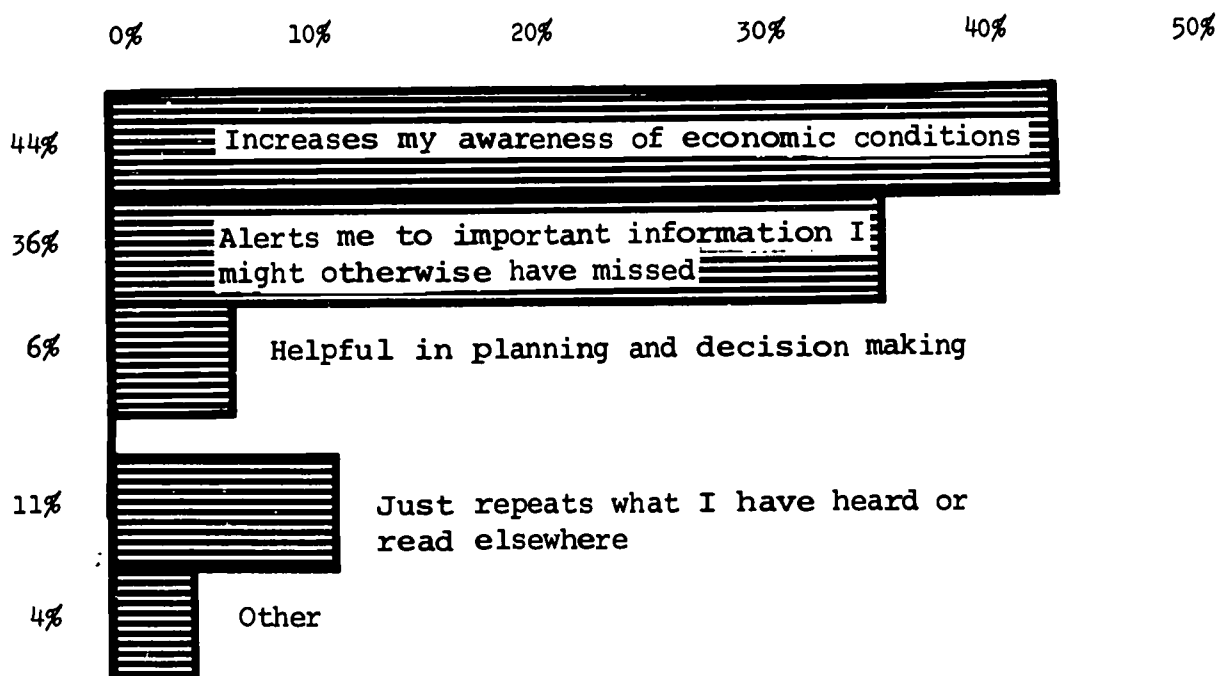 0% 10% 20% 30% 40% 50%
44% Increases my awareness of economic conditions
36% Alerts me to important information I
might otherwise have missed
6% Helpful in planning and decision making
11% Just repeats what I have heard or
read elsewhere
4% Other